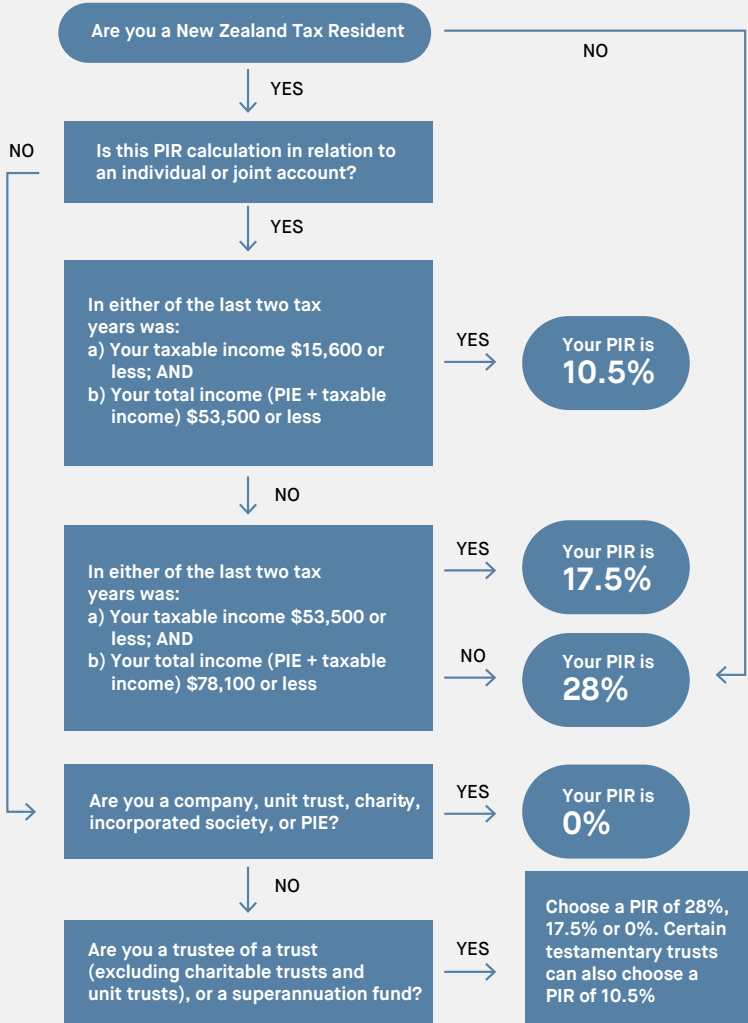 Are you a New Zealand Tax Resident
NO
YES
NO
Is this PIR calculation in relation to
an individual or joint account?
YES
In either of the last two tax
years was:
a) Your taxable income $15,600 or
less; AND
b) Your total income (PIE + taxable
income) $53,500 or less
YES
Your PIR is
10.5%
NO
In either of the last two tax
years was:
a) Your taxable income $53,500 or
less; AND
b) Your total income (PIE + taxable
income) $78,100 or less
YES
Your PIR is
17.5%
NO
Your PIR is
28%
Are you a company, unit trust, charity,
incorporated society, or PIE?
YES
Your PIR is
0%
NO
Are you a trustee of a trust
(excluding charitable trusts and
unit trusts), or a superannuation fund?
YES
Choose a PIR of 28%,
17.5% or 0%. Certain
testamentary trusts
can also choose a
PIR of 10.5%